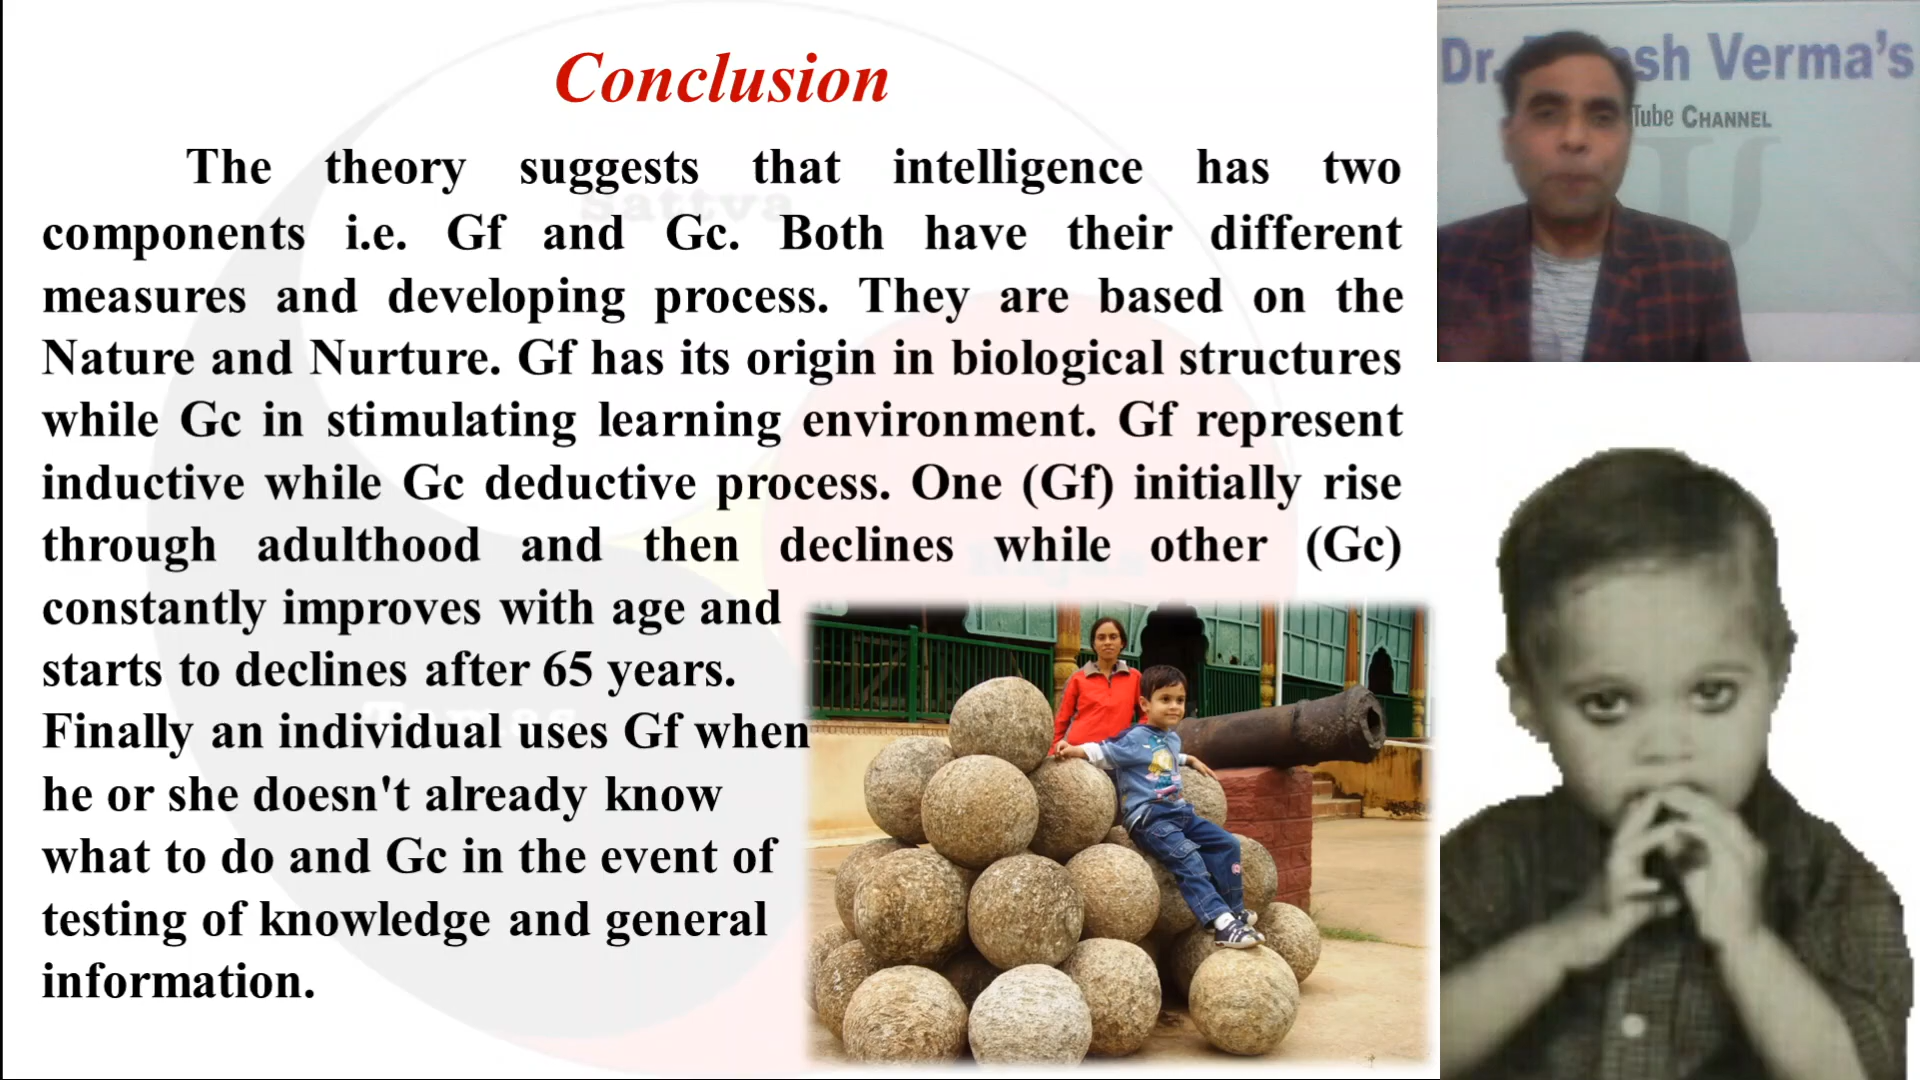 Conclusion
The theory suggests that intelligence has two
components i.e. Gf and Gc. Both have their different
measures and developing process. They are based on the
Nature and Nurture. Gf has its origin in biological structures
while Gc in stimulating learning environment. Gf represent
inductive while Gc deductive process. One (Gf) initially rise
through adulthood and then declines while other (Gc)
constantly improves with age and
starts to declines after 65 years.
Finally an individual uses Gf when
he or she doesn't already know
what to do and Gc in the event of
testing of knowledge and general
information.
Dr. Verma's
Tube CHANNEL
sattva